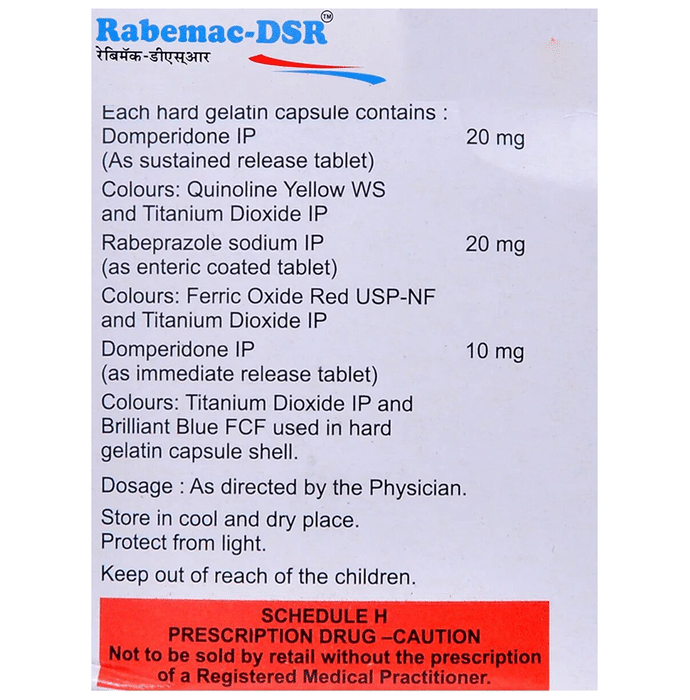 Rabemac-DSR™
रेबिमॅक-डीएसआर
Each hard gelatin capsule contains :
Domperidone IP 20 mg
(As sustained release tablet)
Colours: Quinoline Yellow WS
and Titanium Dioxide IP
Rabeprazole sodium IP 20 mg
(as enteric coated tablet)
Colours: Ferric Oxide Red USP-NF
and Titanium Dioxide IP
Domperidone IP 10 mg
(as immediate release tablet)
Colours: Titanium Dioxide IP and
Brilliant Blue FCF used in hard
gelatin capsule shell.
Dosage : As directed by the Physician.
Store in cool and dry place.
Protect from light.
Keep out of reach of the children.
SCHEDULE H
PRESCRIPTION DRUG –CAUTION
Not to be sold by retail without the prescription
of a Registered Medical Practitioner.